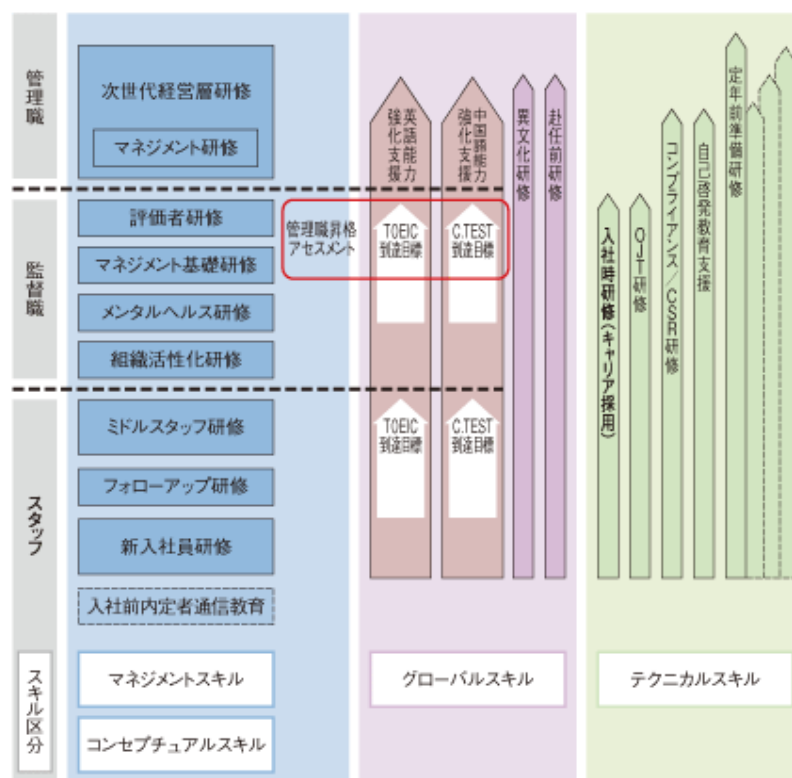 管理職
次世代経営層研修
マネジメント研修
監督職
評価者研修
マネジメント基礎研修
メンタルヘルス研修
組織活性化研修
管理職昇格
アセスメント
スタッフ
ミドルスタッフ研修
フォローアップ研修
新入社員研修
入社前内定者通信教育
英語能力
強化支援
中国語能力
強化支援
異文化研修
赴任前研修
TOEIC
到達目標
C.TEST
到達目標
TOEIC
到達目標
C.TEST
到達目標
入社時研修(キャリア採用)
OJT研修
コンプライアンス/CSR研修
自己啓発教育支援
定年前準備研修
スキル区分
マネジメントスキル
コンセプチュアルスキル
グローバルスキル
テクニカルスキル